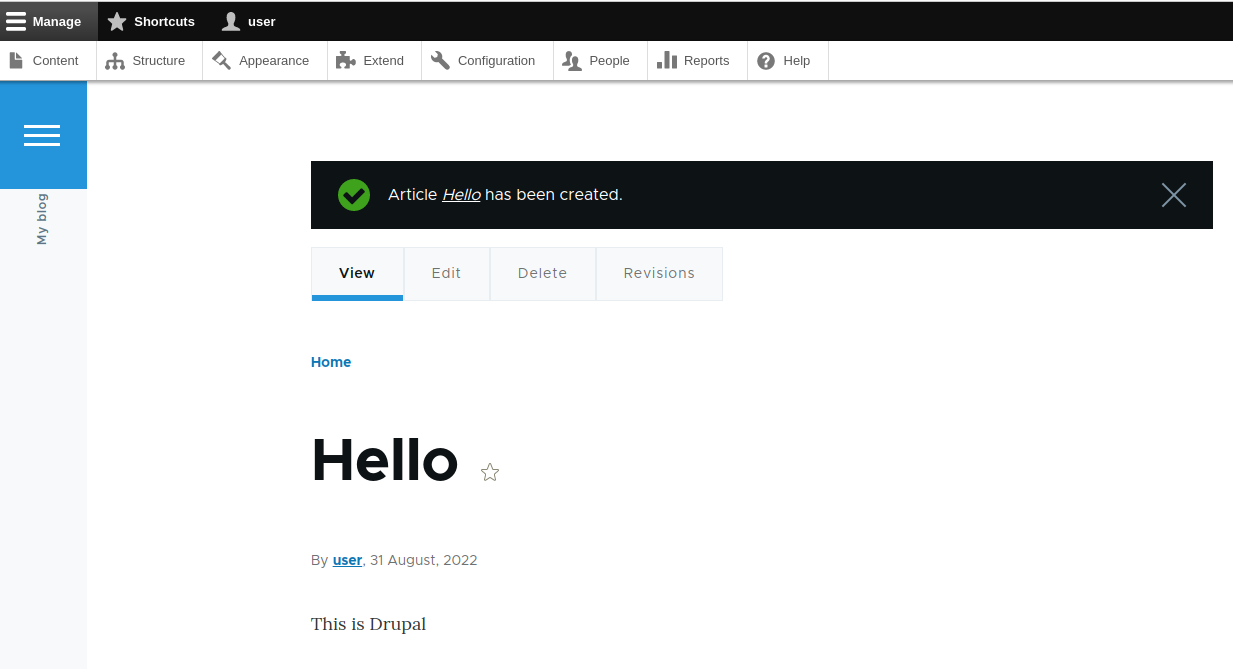 Manage Shortcuts user
Content Structure Appearance Extend Configuration People Reports Help
My blog
Article Hello has been created.
View Edit Delete Revisions
Home
Hello
By user, 31 August, 2022
This is Drupal